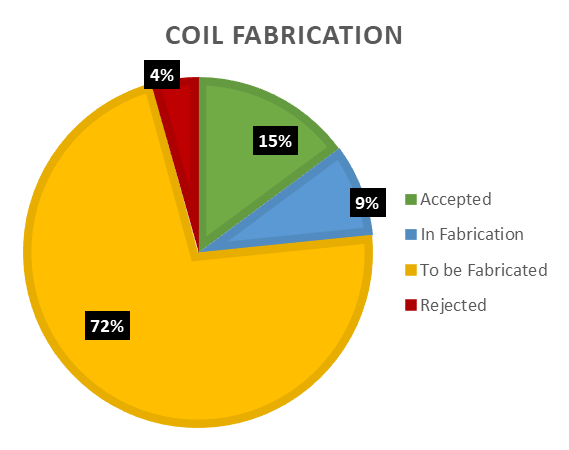 COIL FABRICATION
4%
15%
9%
72%
Accepted
In Fabrication
To be Fabricated
Rejected